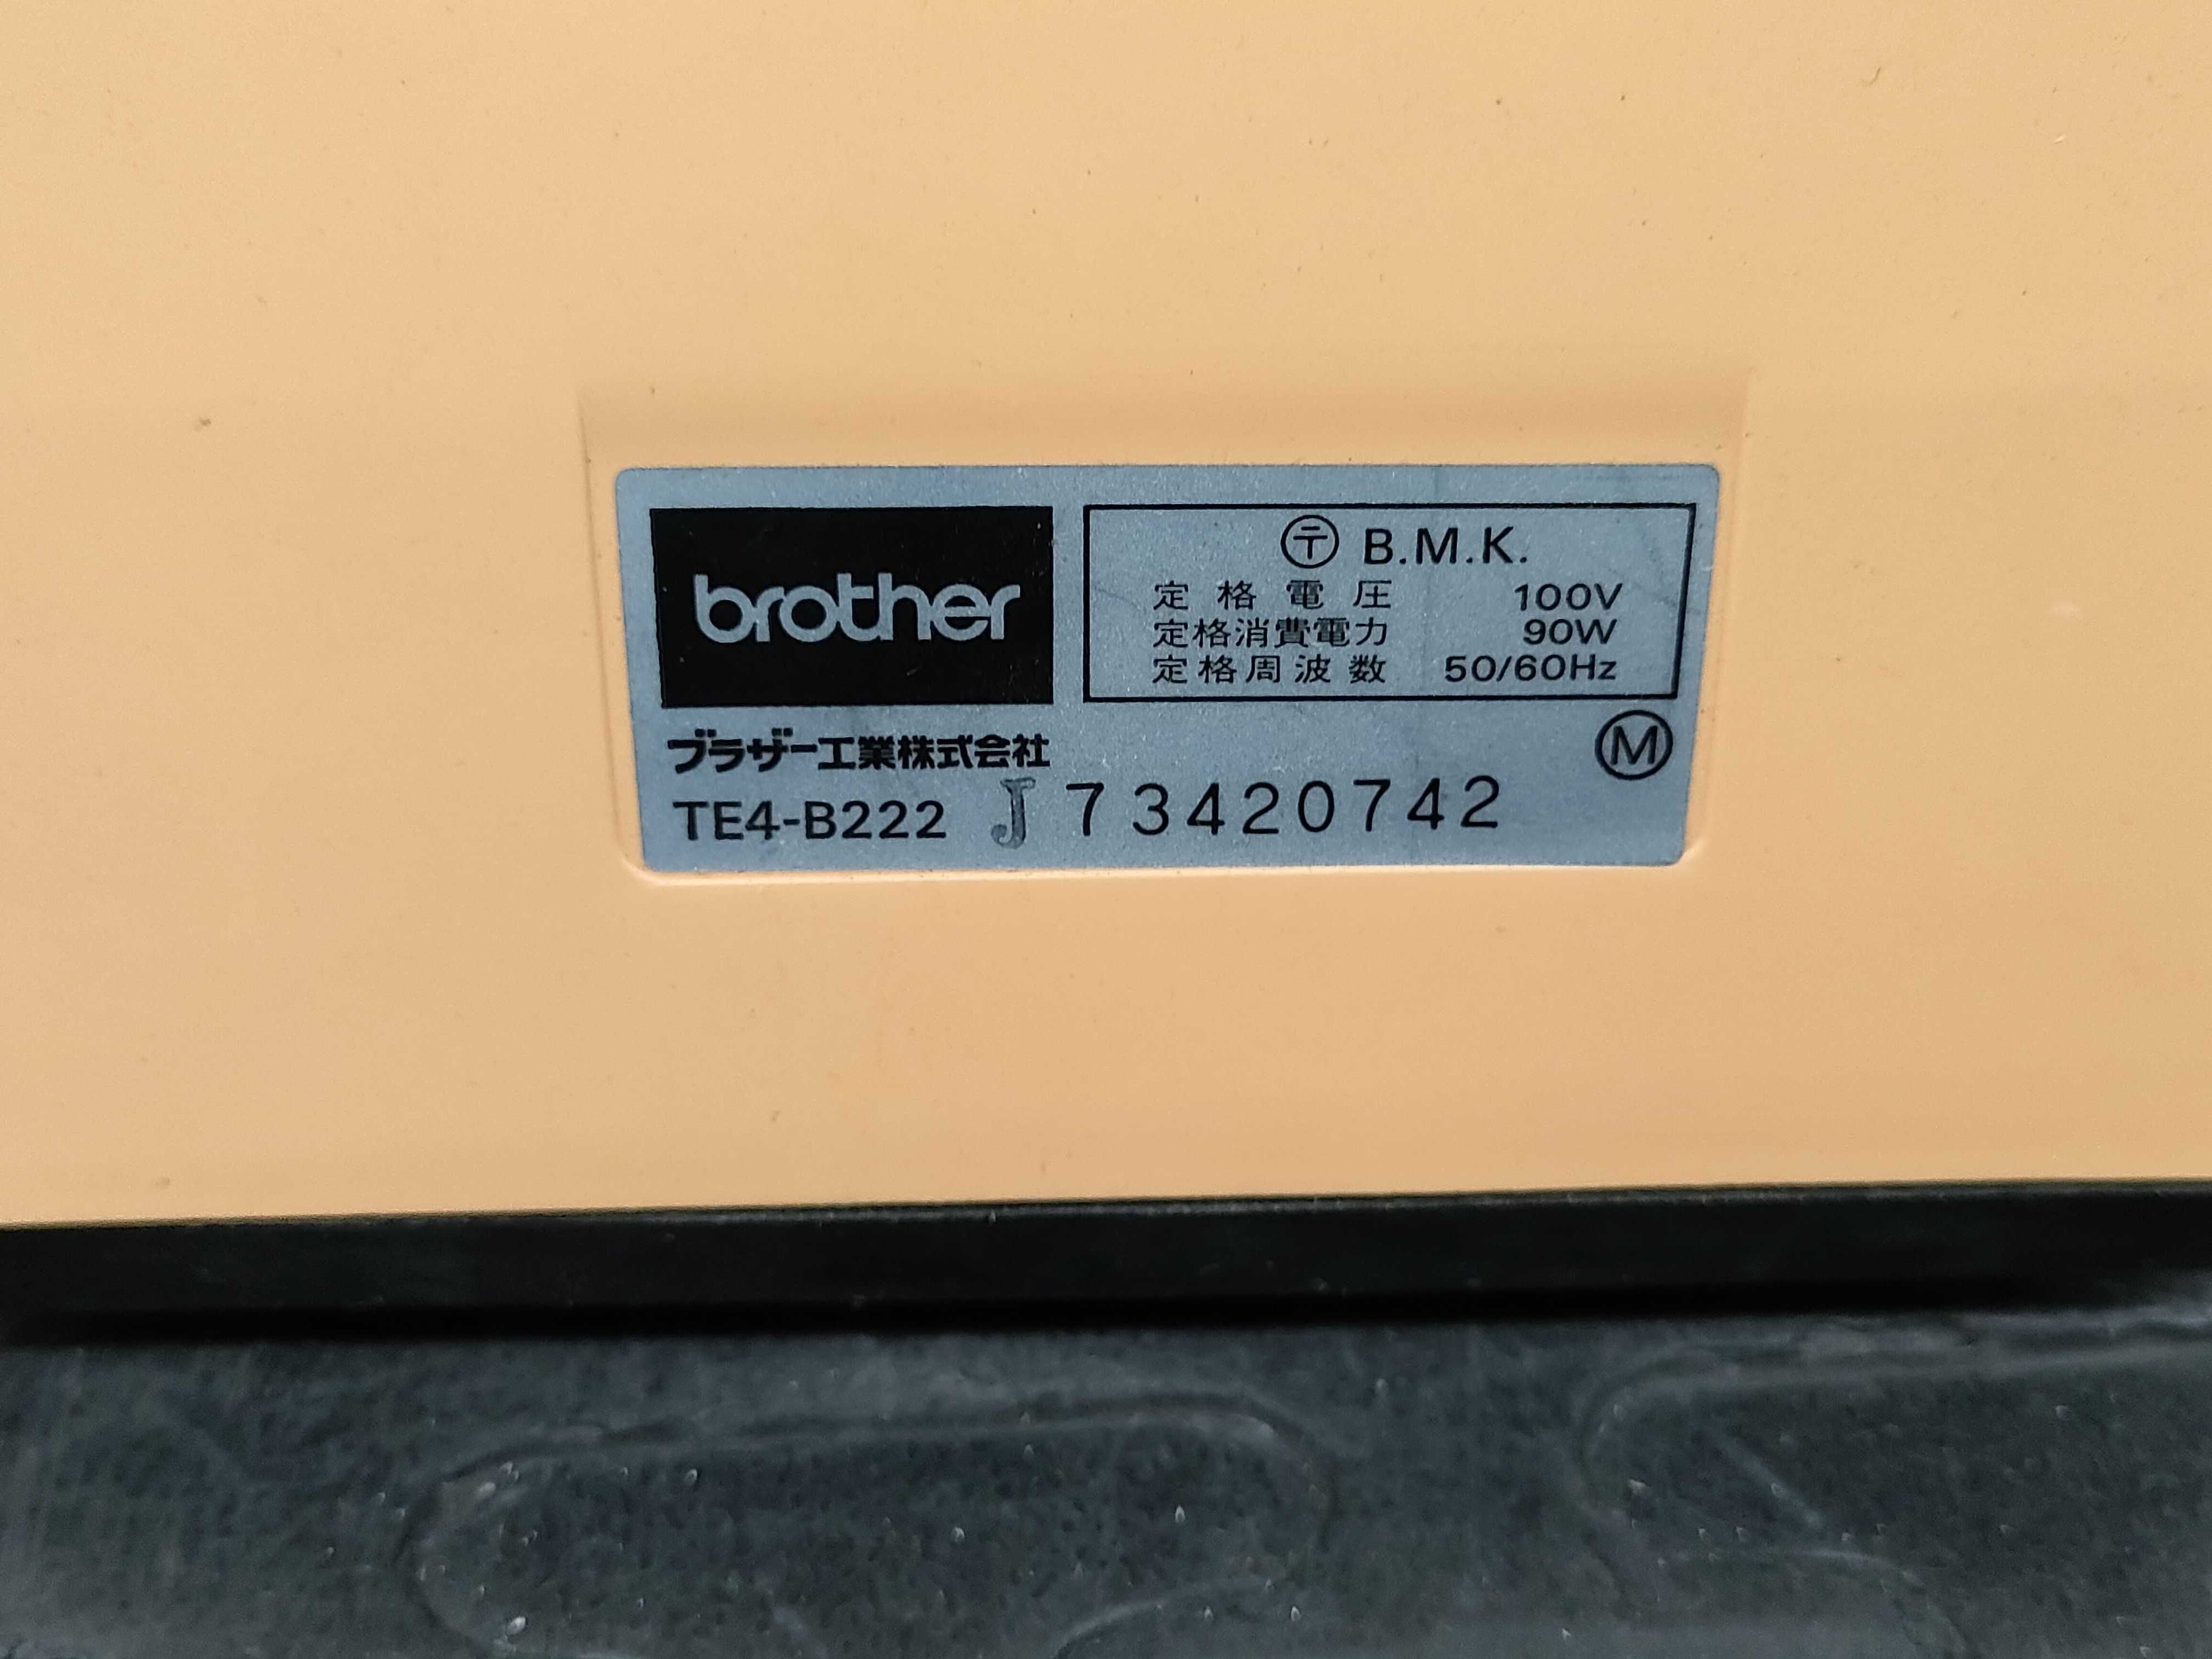 brother
〶 B.M.K.
定格電圧 100V
定格消費電力 90W
定格周波数 50/60Hz
Ⓜ
ブラザー工業株式会社
TE4-B222 J73420742